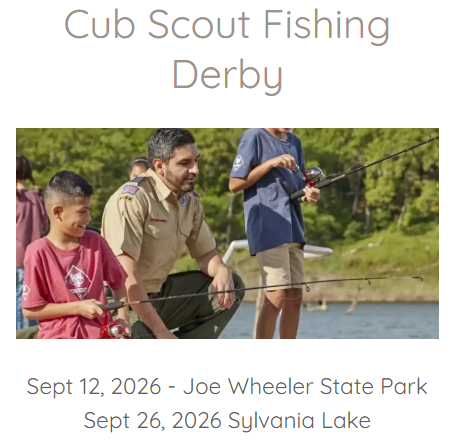 Cub Scout Fishing
Derby
Sept 12, 2026 - Joe Wheeler State Park
Sept 26, 2026 Sylvania Lake